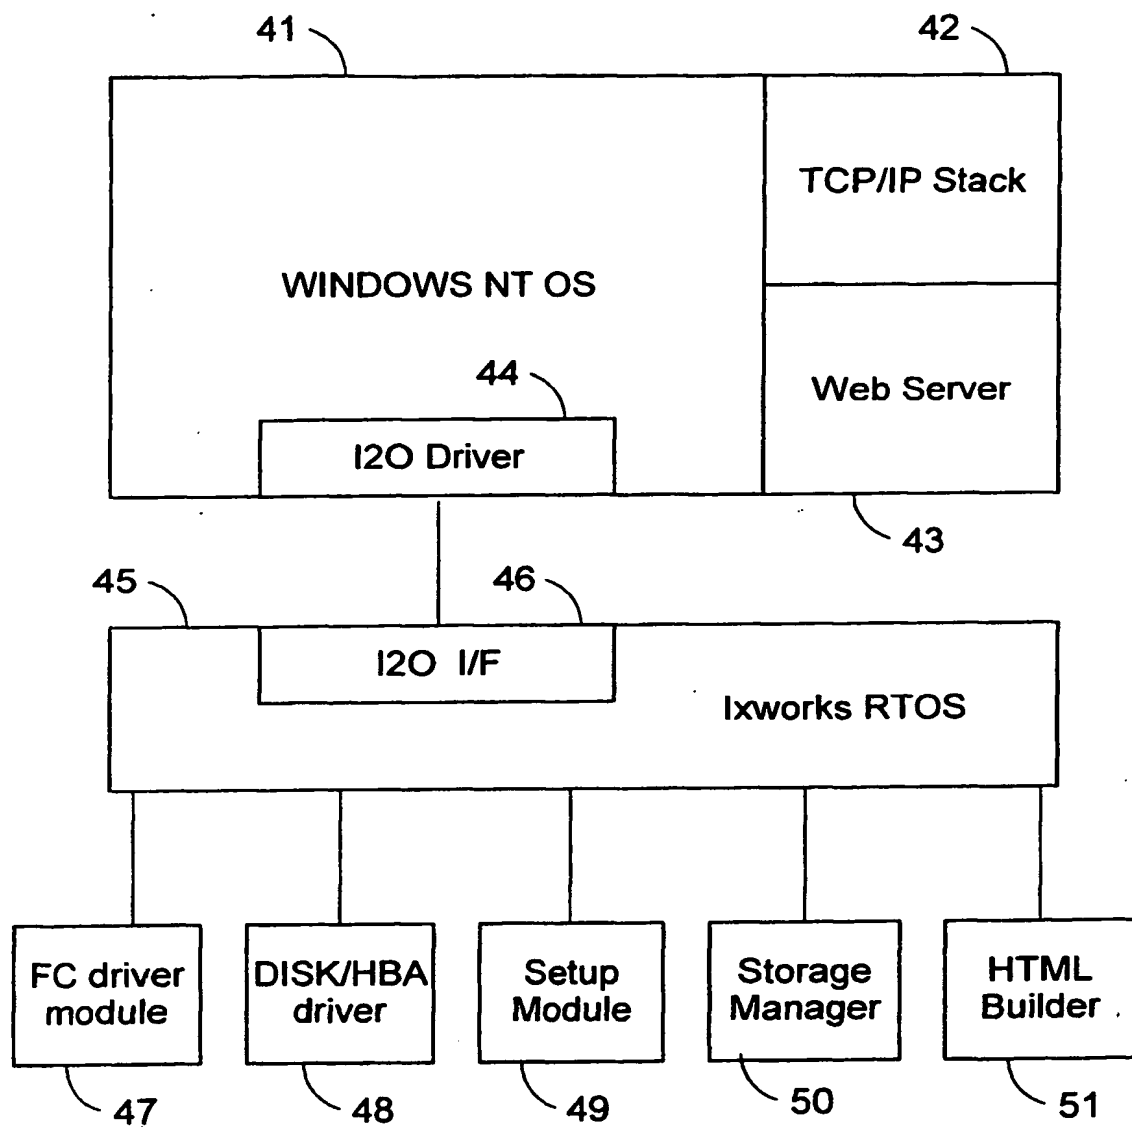 41
42
TCP/IP Stack
WINDOWS NT OS
44
Web Server
I2O Driver
43
45
46
I2O I/F
Ixworks RTOS
FC driver
module
DISK/HBA
driver
Setup
Module
Storage
Manager
HTML
Builder
47
48
49
50
51